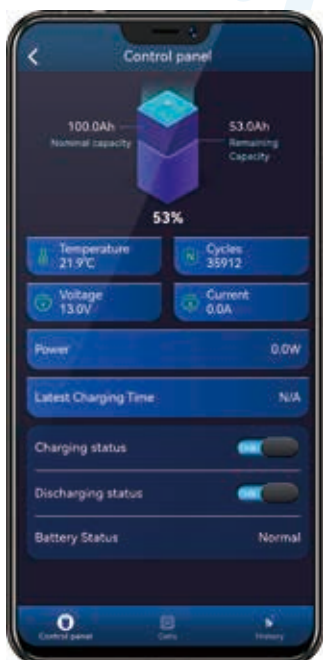 Control panel
100.0Ah
Nominal capacity
53.0Ah
Remaining
Capacity
53%
Temperature
21.9℃
Cycles
35912
Voltage
13.0V
Current
0.0A
Power 0.0W
Latest Charging Time N/A
Charging status
Discharging status
Battery Status Normal
Control panel Cells History